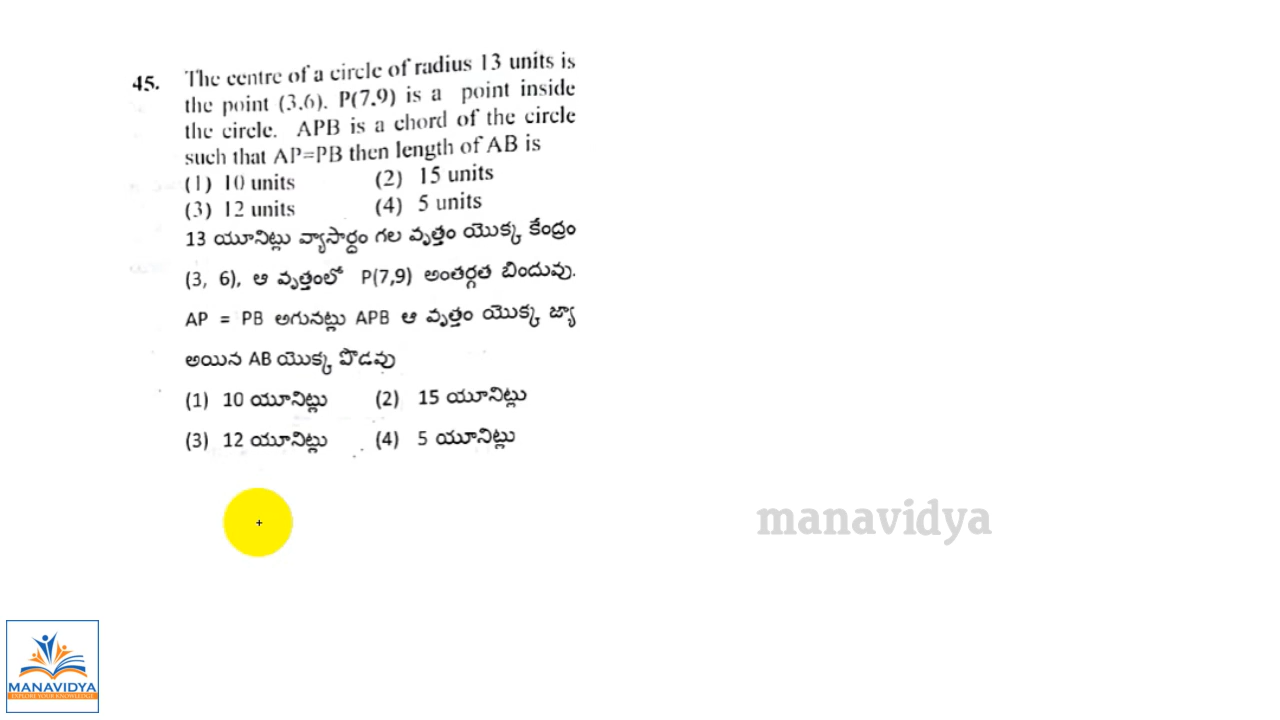 45. The centre of a circle of radius 13 units is
the point (3.6). P(7.9) is a point inside
the circle. APB is a chord of the circle
such that AP=PB then length of AB is
(1) 10 units (2) 15 units
(3) 12 units (4) 5 units
13 యూనిట్లు వ్యాసార్ధం గల వృత్తం యొక్క కేంద్రం
(3, 6), ఆ వృత్తంలో P(7,9) అంతర్గత బిందువు.
AP = PB అగునట్లు APB ఆ వృత్తం యొక్క జ్యా
అయిన AB యొక్క పొడవు
(1) 10 యూనిట్లు (2) 15 యూనిట్లు
(3) 12 యూనిట్లు (4) 5 యూనిట్లు
manavidya
MANAVIDYA
EXPLORE YOUR KNOWLEDGE